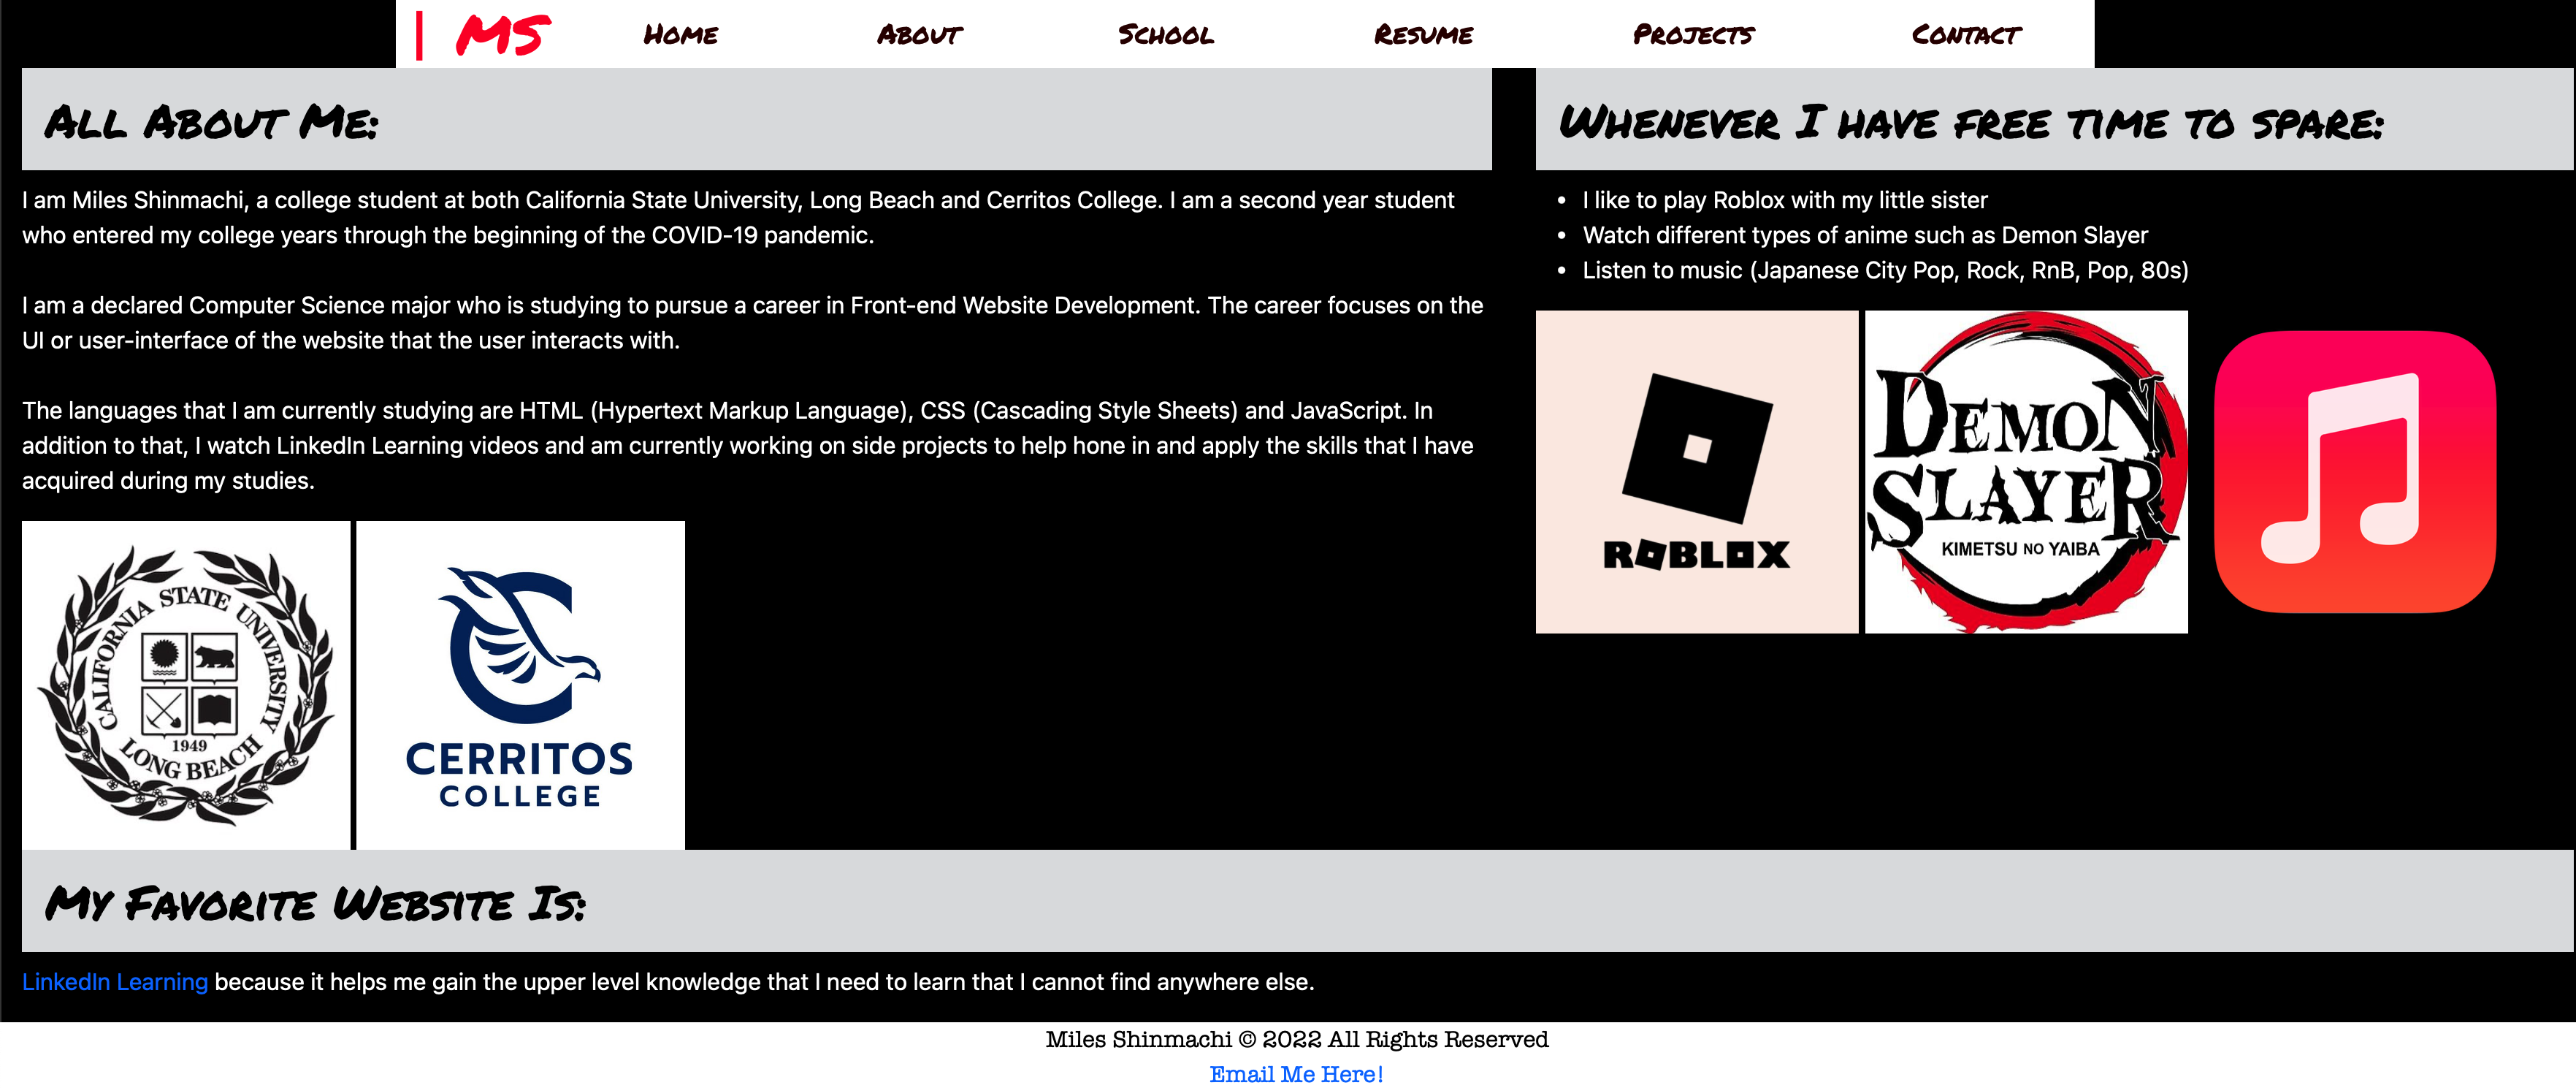 MS
Home
About
School
Resume
Projects
Contact
All About Me:
I am Miles Shinmachi, a college student at both California State University, Long Beach and Cerritos College. I am a second year student
who entered my college years through the beginning of the COVID-19 pandemic.
I am a declared Computer Science major who is studying to pursue a career in Front-end Website Development. The career focuses on the
UI or user-interface of the website that the user interacts with.
The languages that I am currently studying are HTML (Hypertext Markup Language), CSS (Cascading Style Sheets) and JavaScript. In
addition to that, I watch LinkedIn Learning videos and am currently working on side projects to help hone in and apply the skills that I have
acquired during my studies.
CALIFORNIA STATE UNIVERSITY
1949
LONG BEACH
CERRITOS
COLLEGE
Whenever I have free time to spare:
• I like to play Roblox with my little sister
• Watch different types of anime such as Demon Slayer
• Listen to music (Japanese City Pop, Rock, RnB, Pop, 80s)
ROBLOX
DEMON
SLAYER
KIMETSU NO YAIBA
My Favorite Website Is:
LinkedIn Learning because it helps me gain the upper level knowledge that I need to learn that I cannot find anywhere else.
Miles Shinmachi © 2022 All Rights Reserved
Email Me Here!